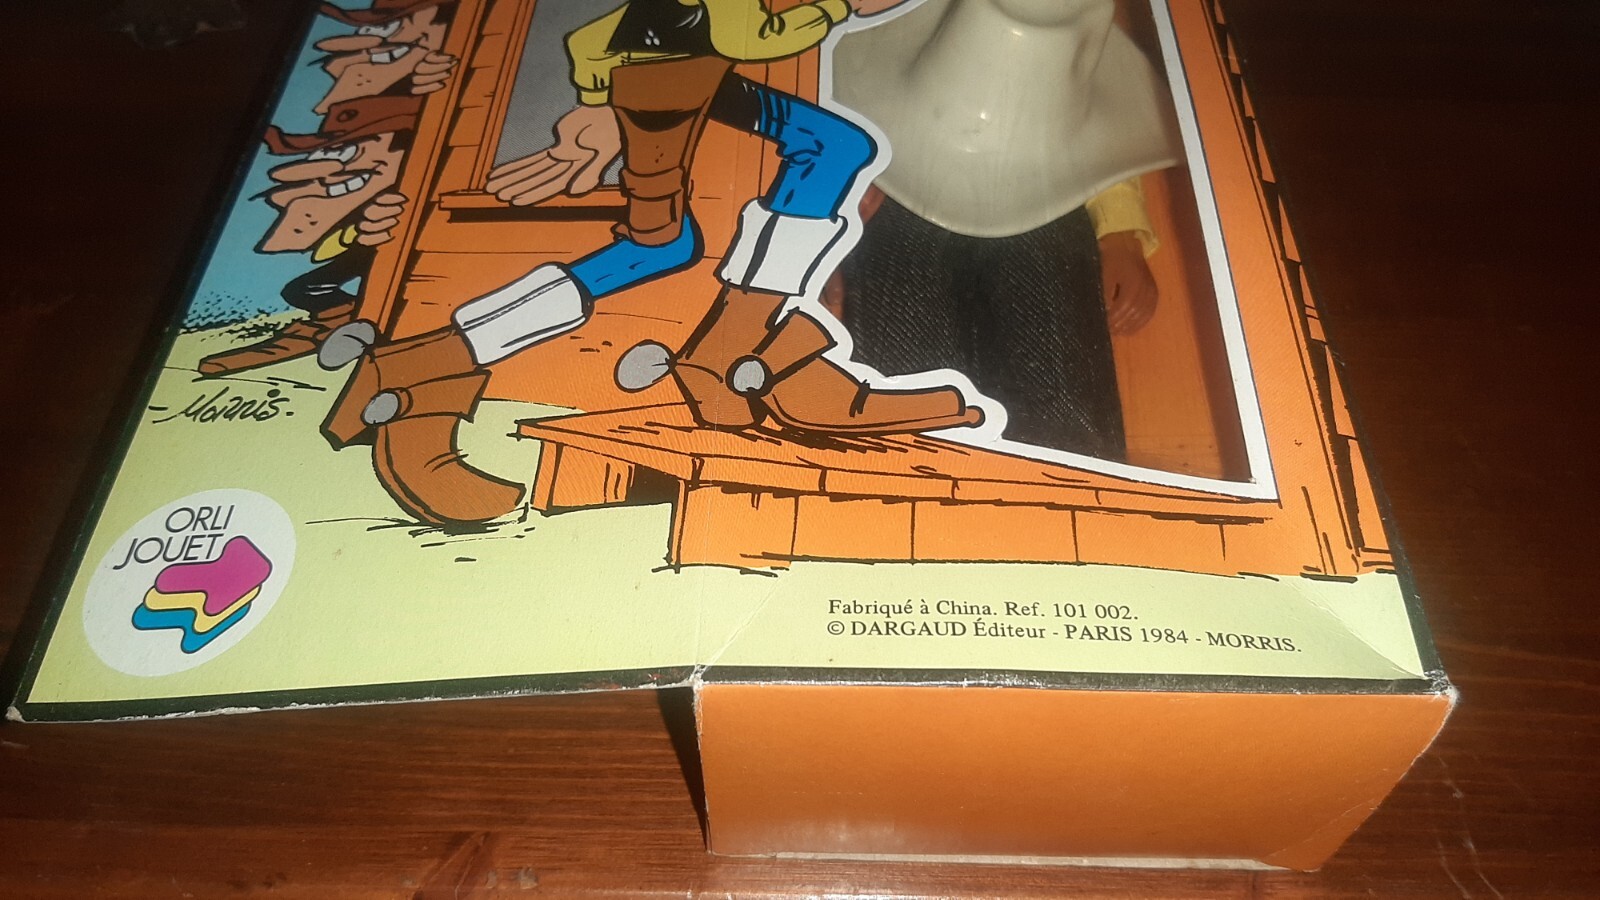 Morris.
ORLI
JOUET
Fabriqué à China. Ref. 101 002.
© DARGAUD Éditeur - PARIS 1984 - MORRIS.